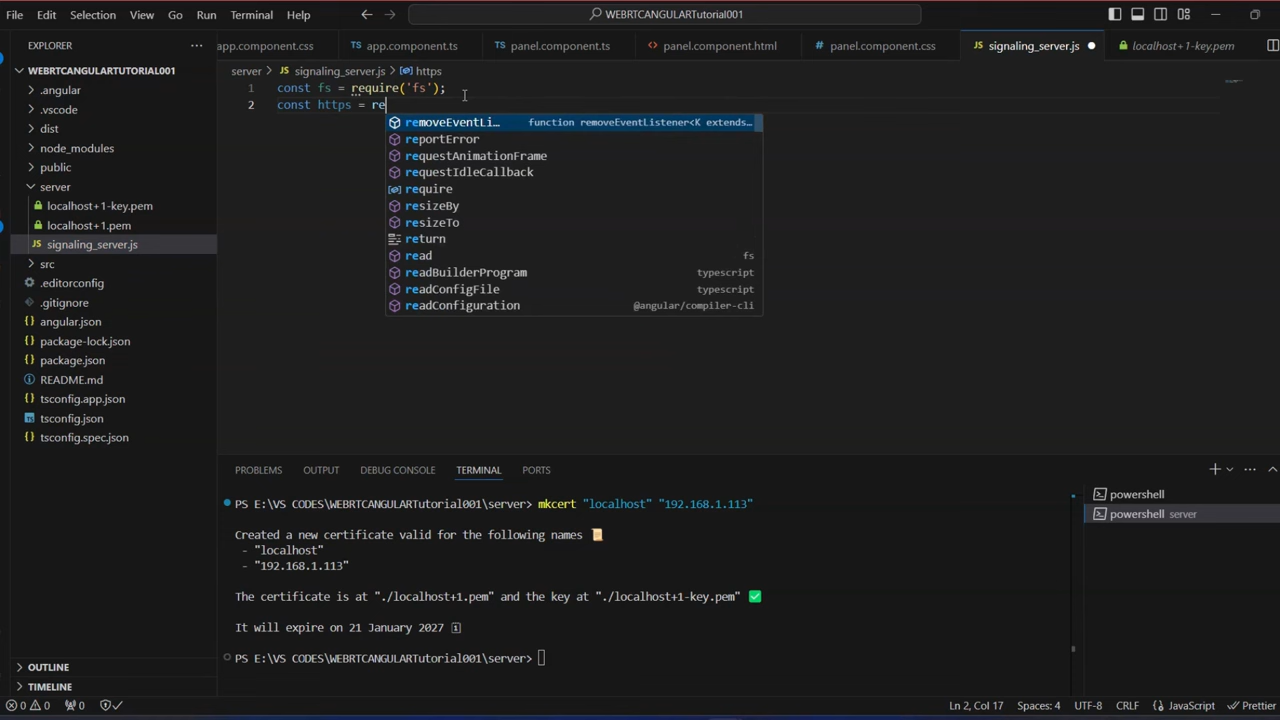 File Edit Selection View Go Run Terminal Help
WEBRTCANGULARTutorial001
EXPLORER
app.component.css
app.component.ts
panel.component.ts
panel.component.html
panel.component.css
signaling_server.js
localhost+1-key.pem
WEBRTCANGULARTUTORIAL001
.angular
.vscode
dist
node_modules
public
server
localhost+1-key.pem
localhost+1.pem
signaling_server.js
src
.editorconfig
.gitignore
angular.json
package-lock.json
package.json
README.md
tsconfig.app.json
tsconfig.json
tsconfig.spec.json
OUTLINE
TIMELINE
server > signaling_server.js > https
1 const fs = require('fs');
2 const https = re
removeEventLi… function removeEventListener<K extends…
reportError
requestAnimationFrame
requestIdleCallback
require
resizeBy
resizeTo
return
read fs
readBuilderProgram typescript
readConfigFile typescript
readConfiguration @angular/compiler-cli
PROBLEMS OUTPUT DEBUG CONSOLE TERMINAL PORTS
PS E:\VS CODES\WEBRTCANGULARTutorial001\server> mkcert "localhost" "192.168.1.113"
Created a new certificate valid for the following names 📜
- "localhost"
- "192.168.1.113"
The certificate is at "./localhost+1.pem" and the key at "./localhost+1-key.pem" ✅
It will expire on 21 January 2027 🗓
PS E:\VS CODES\WEBRTCANGULARTutorial001\server>
powershell
powershell server
0 0 0 Ln 2, Col 17 Spaces: 4 UTF-8 CRLF JavaScript Prettier